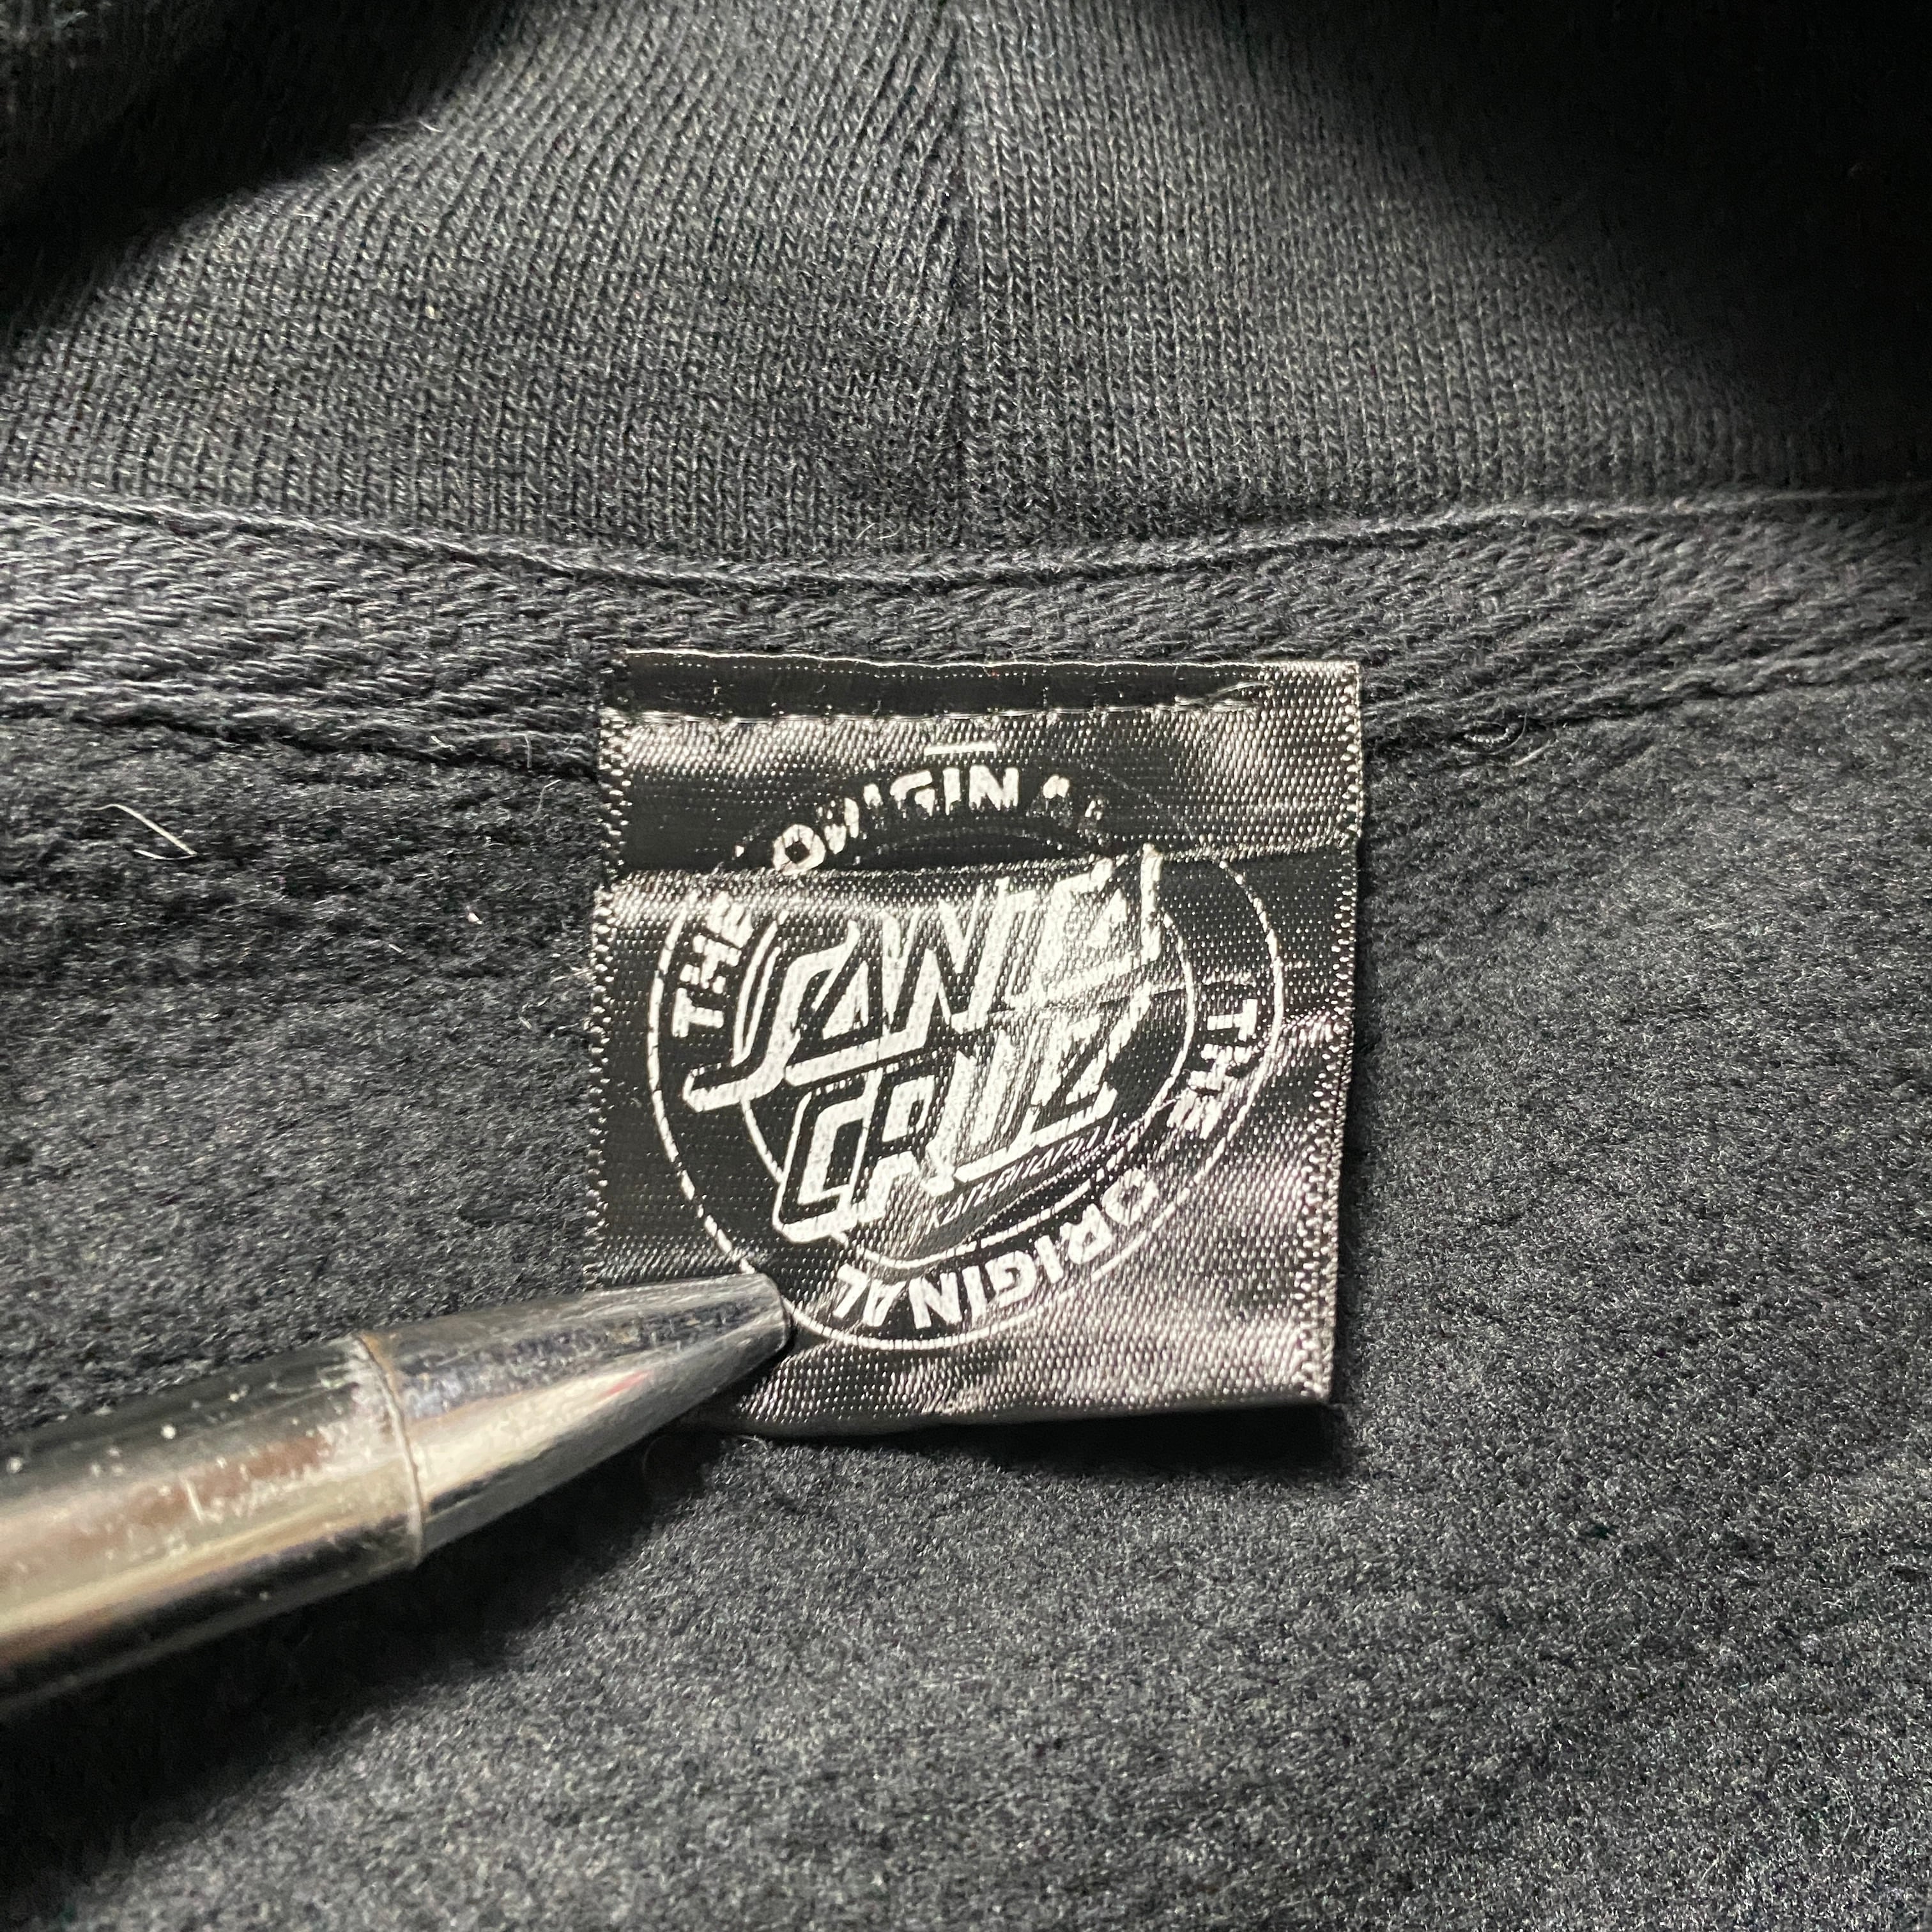 THE ORIGINAL
SANTA
CRUZ
THE ORIGINAL